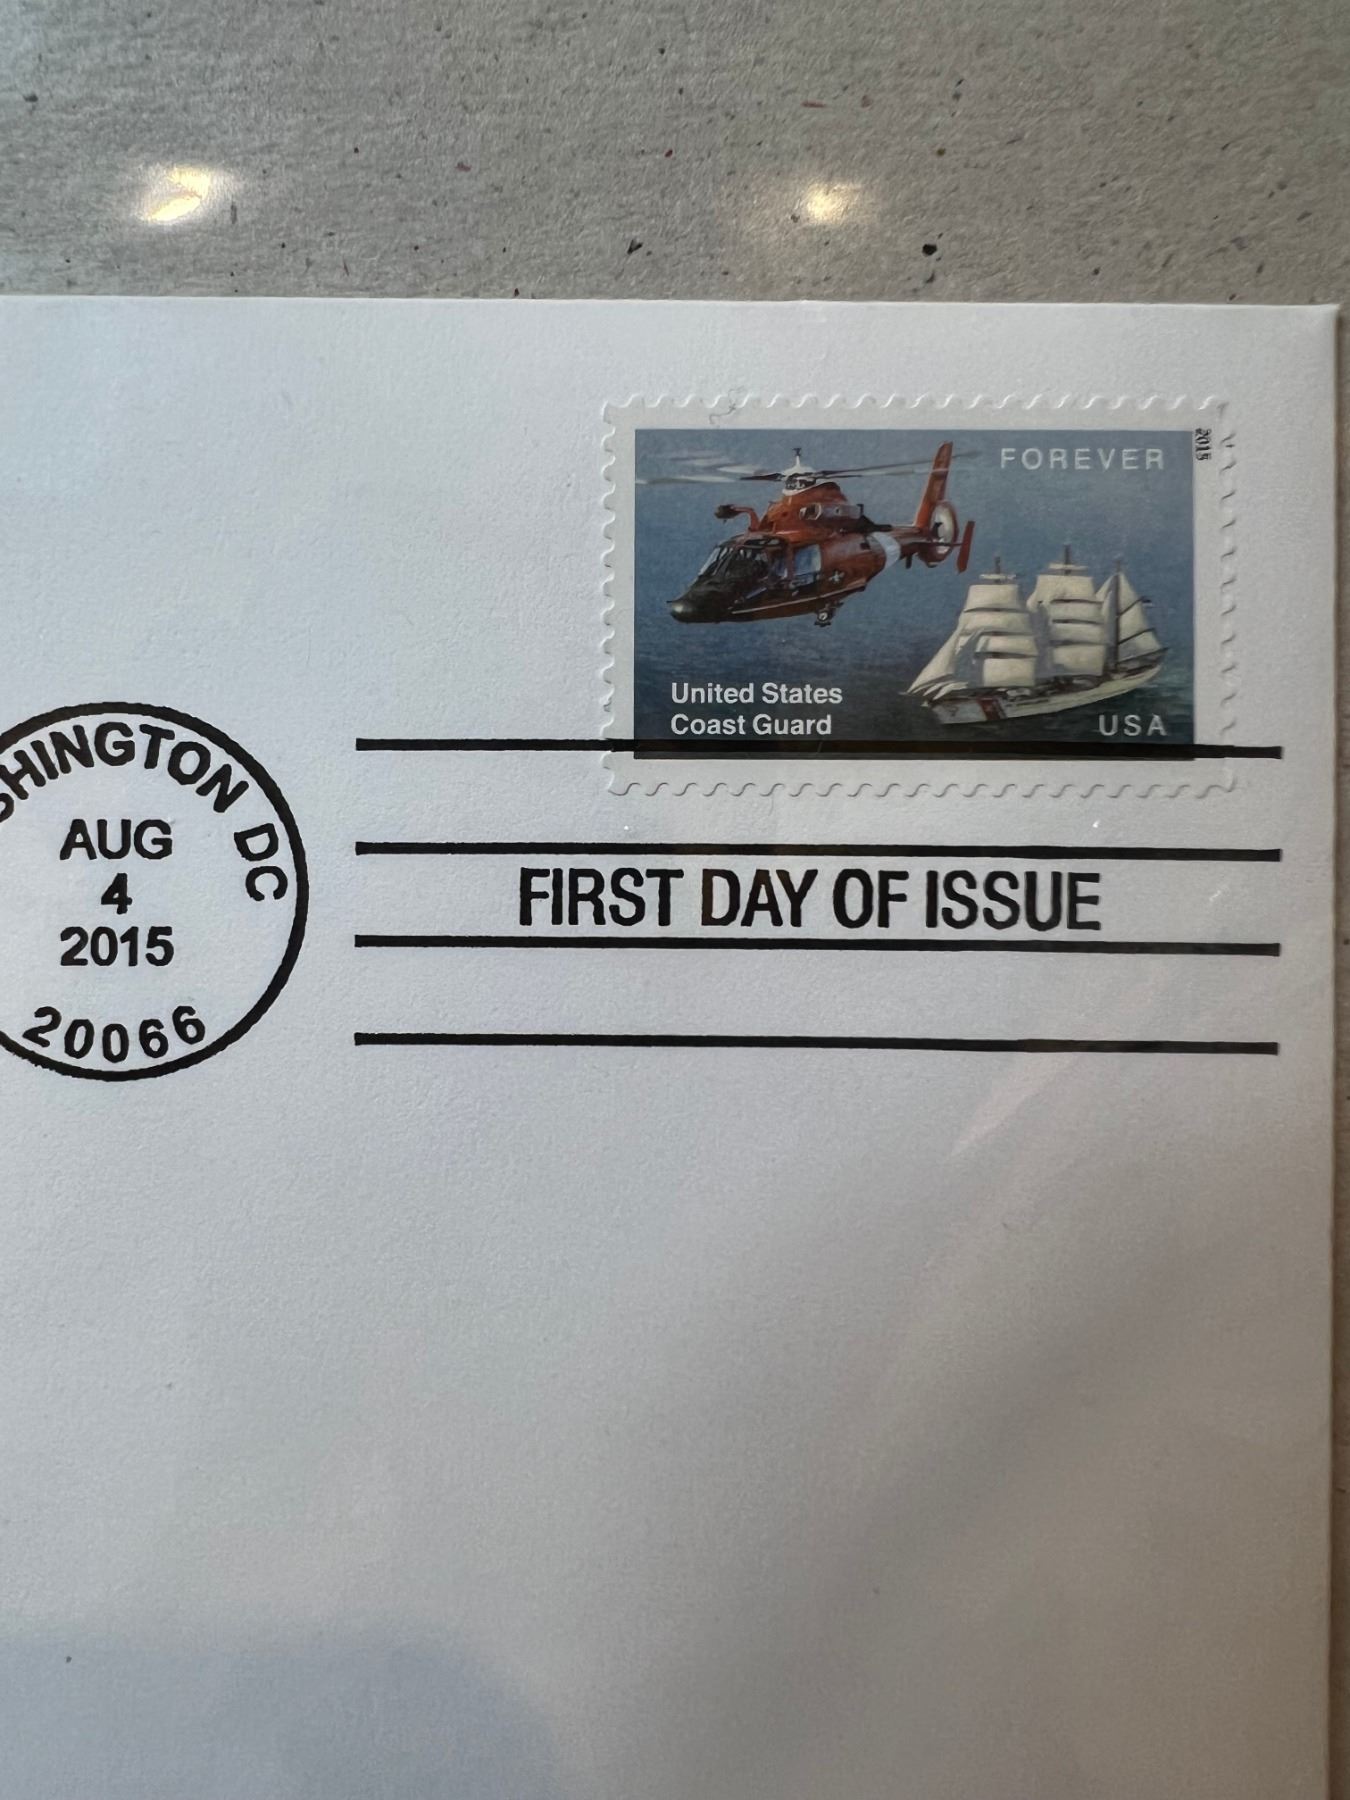 FOREVER
2015
United States
Coast Guard
USA
SHINGTON DC
AUG
4
2015
20066
FIRST DAY OF ISSUE